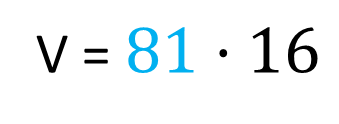 V = 81 · 16